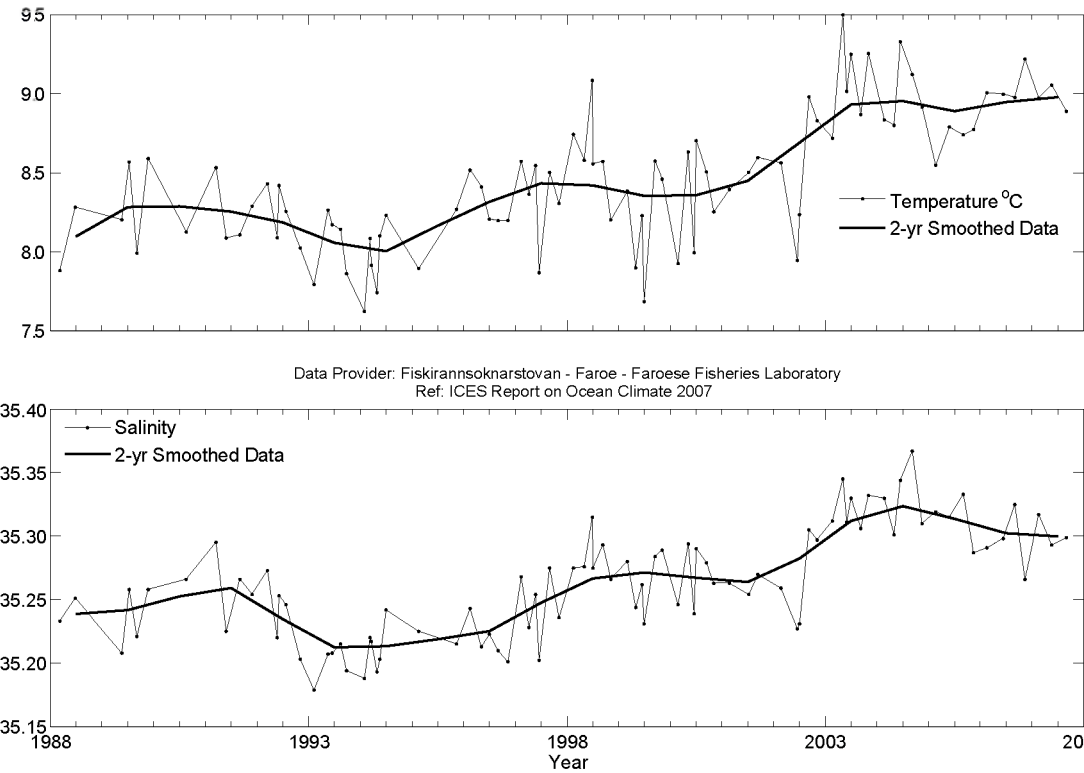 9.5
9.0
8.5
8.0
7.5
Temperature °C
2-yr Smoothed Data
Data Provider: Fiskirannsoknarstovan - Faroe - Faroese Fisheries Laboratory
Ref: ICES Report on Ocean Climate 2007
35.40
35.35
35.30
35.25
35.20
35.15
Salinity
2-yr Smoothed Data
1988
1993
1998
2003
20
Year